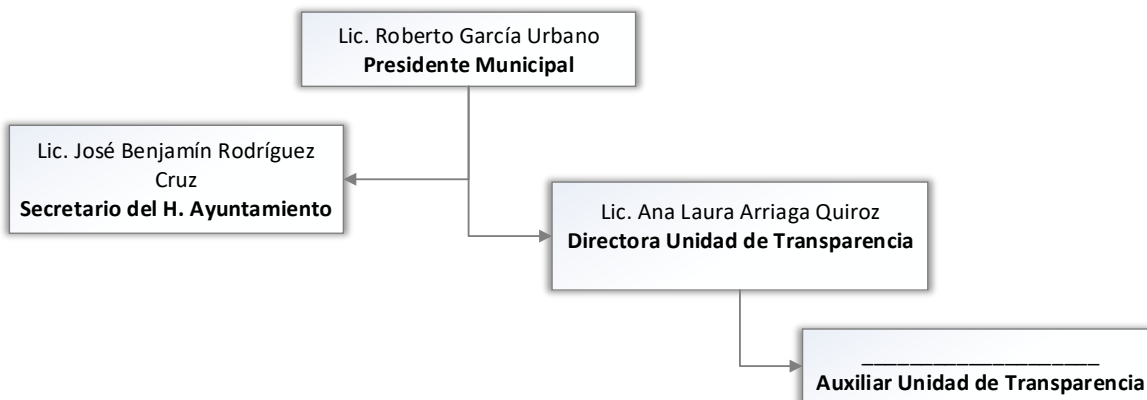 Lic. Roberto García Urbano
Presidente Municipal
Lic. José Benjamín Rodríguez
Cruz
Secretario del H. Ayuntamiento
Lic. Ana Laura Arriaga Quiroz
Directora Unidad de Transparencia
____________________
Auxiliar Unidad de Transparencia